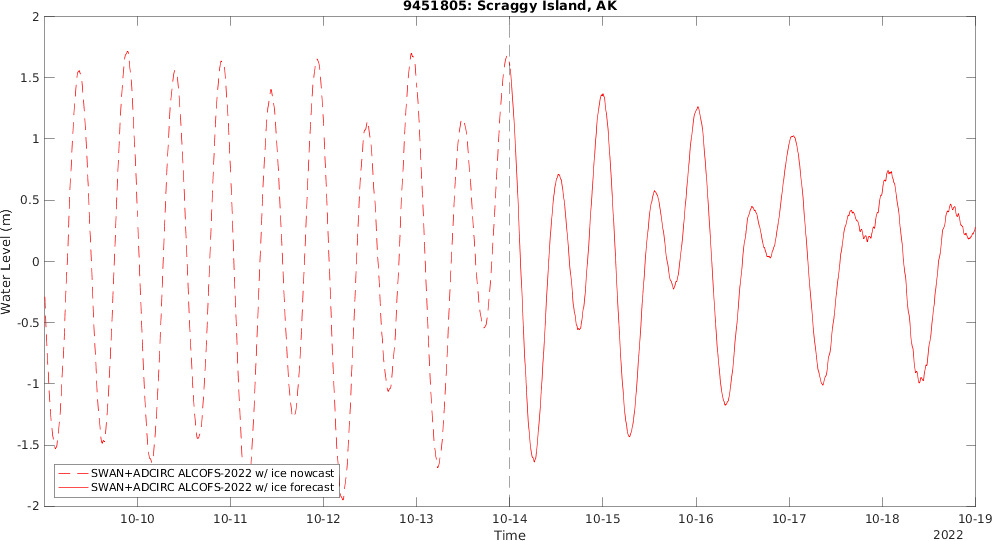 9451805: Scraggy Island, AK
Water Level (m)
2
1.5
1
0.5
0
-0.5
-1
-1.5
-2
SWAN+ADCIRC ALCOFS-2022 w/ ice nowcast
SWAN+ADCIRC ALCOFS-2022 w/ ice forecast
10-10 10-11 10-12 10-13 10-14 10-15 10-16 10-17 10-18 10-19
Time
2022